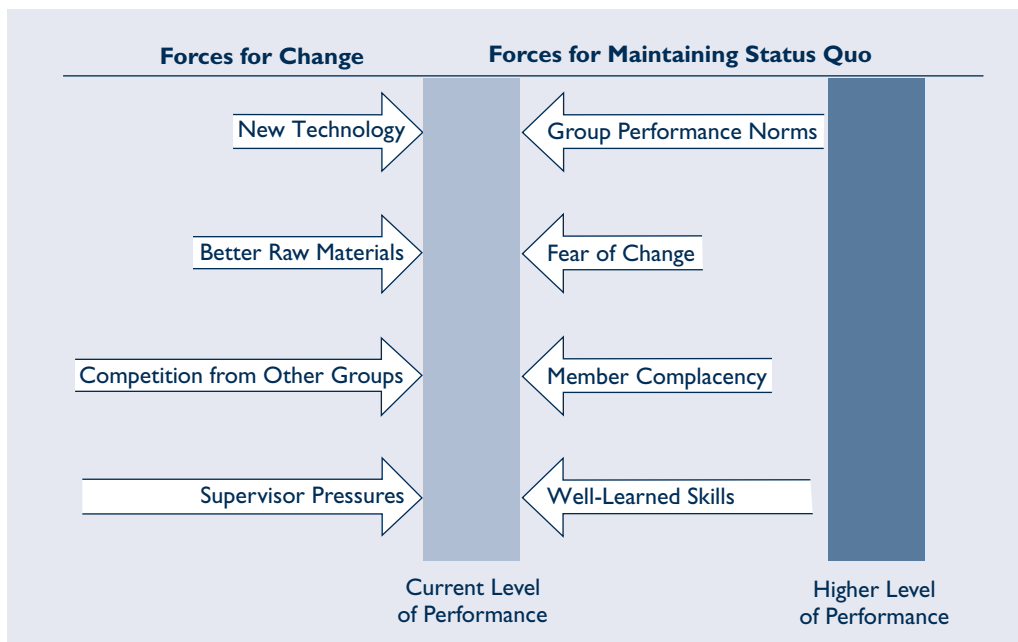 Forces for Change
Forces for Maintaining Status Quo
New Technology
Group Performance Norms
Better Raw Materials
Fear of Change
Competition from Other Groups
Member Complacency
Supervisor Pressures
Well-Learned Skills
Current Level
of Performance
Higher Level
of Performance